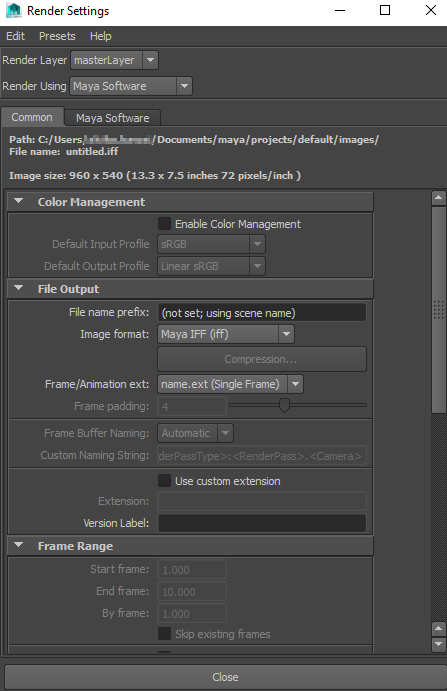 Render Settings
Edit Presets Help
Render Layer masterLayer
Render Using Maya Software
Common Maya Software
Path: C:/Users/ /Documents/maya/projects/default/images/
File name: untitled.iff
Image size: 960 x 540 (13.3 x 7.5 inches 72 pixels/inch )
Color Management
Enable Color Management
Default Input Profile sRGB
Default Output Profile Linear sRGB
File Output
File name prefix: (not set; using scene name)
Image format: Maya IFF (iff)
Compression...
Frame/Animation ext: name.ext (Single Frame)
Frame padding: 4
Frame Buffer Naming: Automatic
Custom Naming String: derPassType>:<RenderPass>.<Camera>
Use custom extension
Extension:
Version Label:
Frame Range
Start frame: 1.000
End frame: 10.000
By frame: 1.000
Skip existing frames
Close